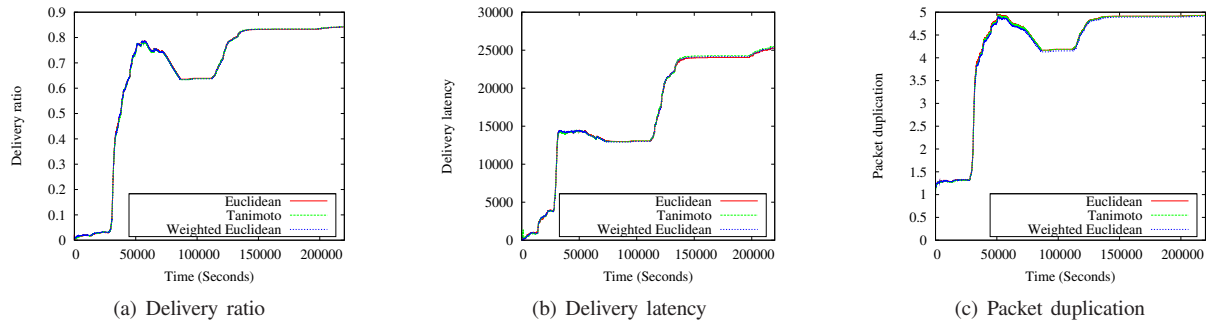 0.9
0.8
0.7
0.6
0.5
0.4
0.3
0.2
0.1
0
Delivery ratio
Euclidean
Tanimoto
Weighted Euclidean
0 50000 100000 150000 200000
Time (Seconds)
(a) Delivery ratio
30000
25000
20000
15000
10000
5000
0
Delivery latency
Euclidean
Tanimoto
Weighted Euclidean
0 50000 100000 150000 200000
Time (Seconds)
(b) Delivery latency
5
4.5
4
3.5
3
2.5
2
1.5
1
5
0
Packet duplication
Euclidean
Tanimoto
Weighted Euclidean
0 50000 100000 150000 200000
Time (Seconds)
(c) Packet duplication